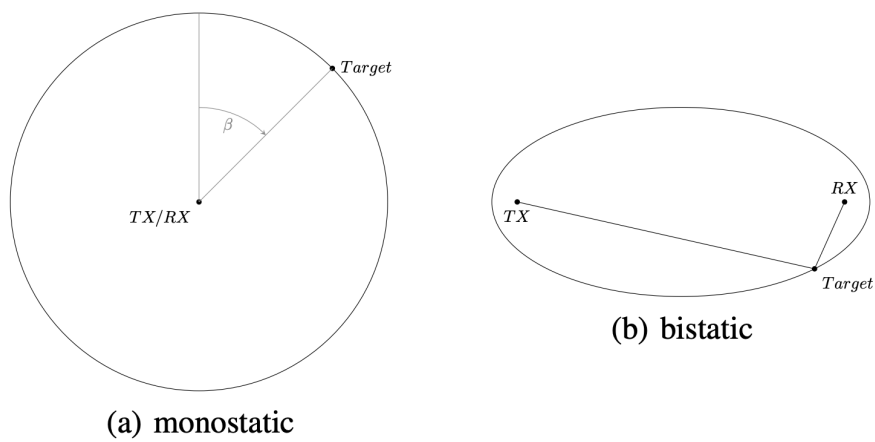 Target
β
TX/RX
(a) monostatic
RX
TX
Target
(b) bistatic